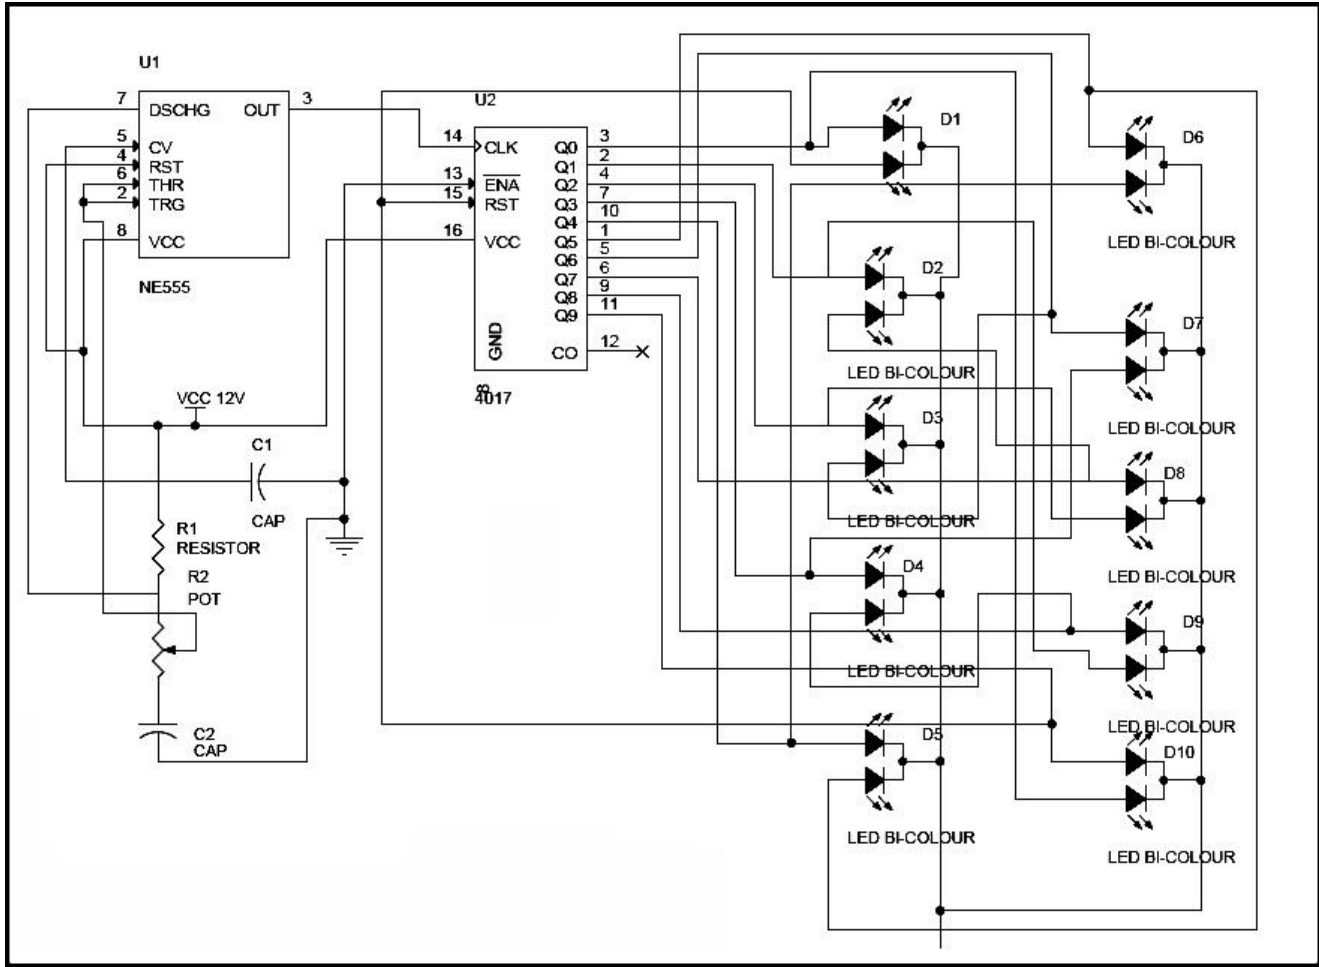 U1
7 DSCHG OUT 3
5 CV
4 RST
6 THR
2 TRG
8 VCC
NE555
U2
14 CLK Q0 3
Q1 2
13 ENA Q2 4
15 RST Q3 7
Q4 10
16 VCC Q5 1
Q6 5
Q7 6
Q8 9
Q9 11
GND CO 12
8
4017
VCC 12V
C1
CAP
R1
RESISTOR
R2
POT
C2
CAP
D1
D2
LED BI-COLOUR
D3
LED BI-COLOUR
D4
LED BI-COLOUR
D5
LED BI-COLOUR
D6
LED BI-COLOUR
D7
LED BI-COLOUR
D8
LED BI-COLOUR
D9
LED BI-COLOUR
D10
LED BI-COLOUR